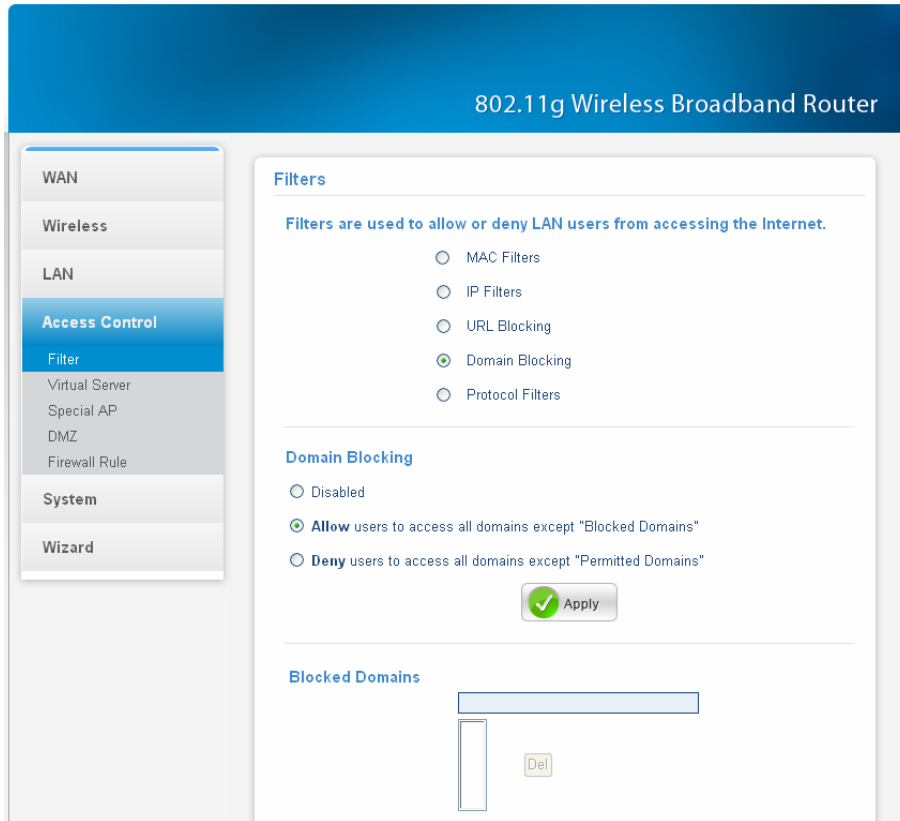 802.11g Wireless Broadband Router
WAN
Wireless
LAN
Access Control
Filter
Virtual Server
Special AP
DMZ
Firewall Rule
System
Wizard
Filters
Filters are used to allow or deny LAN users from accessing the Internet.
MAC Filters
IP Filters
URL Blocking
Domain Blocking
Protocol Filters
Domain Blocking
Disabled
Allow users to access all domains except "Blocked Domains"
Deny users to access all domains except "Permitted Domains"
Apply
Blocked Domains
Del